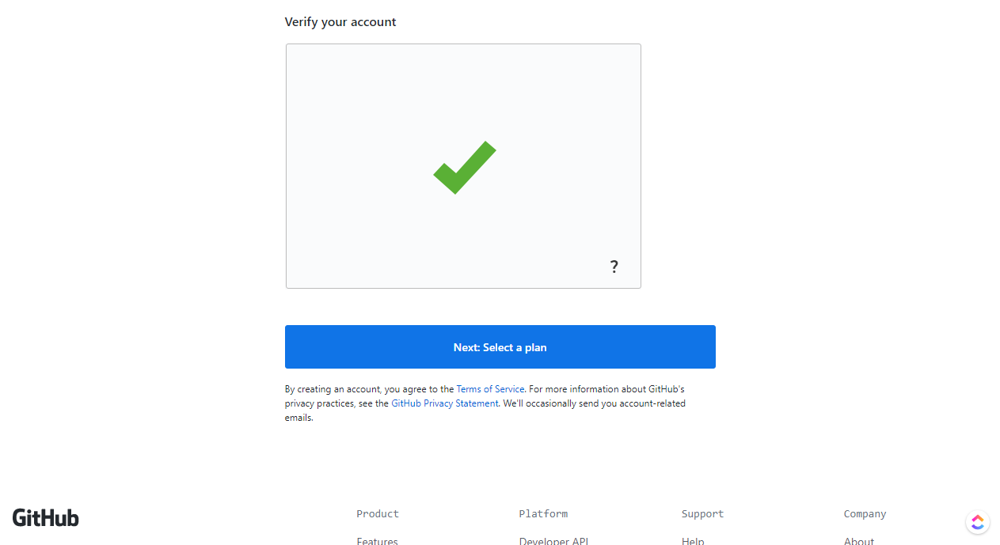 Verify your account
?
Next: Select a plan
By creating an account, you agree to the Terms of Service. For more information about GitHub's
privacy practices, see the GitHub Privacy Statement. We'll occasionally send you account-related
emails.
GitHub
Product
Platform
Support
Company
Features
Developer API
Help
About